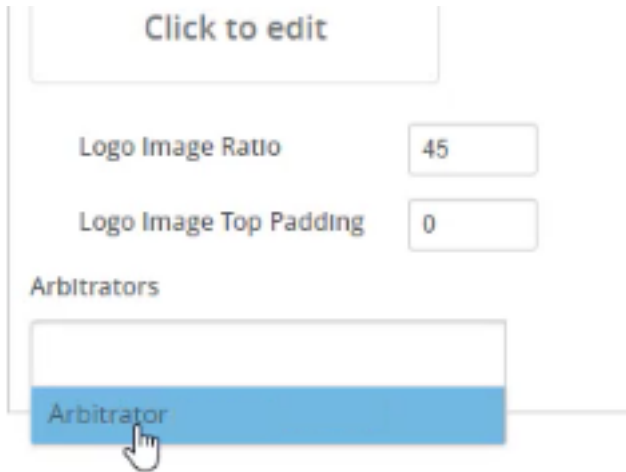 Click to edit
Logo Image Ratio 45
Logo Image Top Padding 0
Arbitrators
Arbitrator